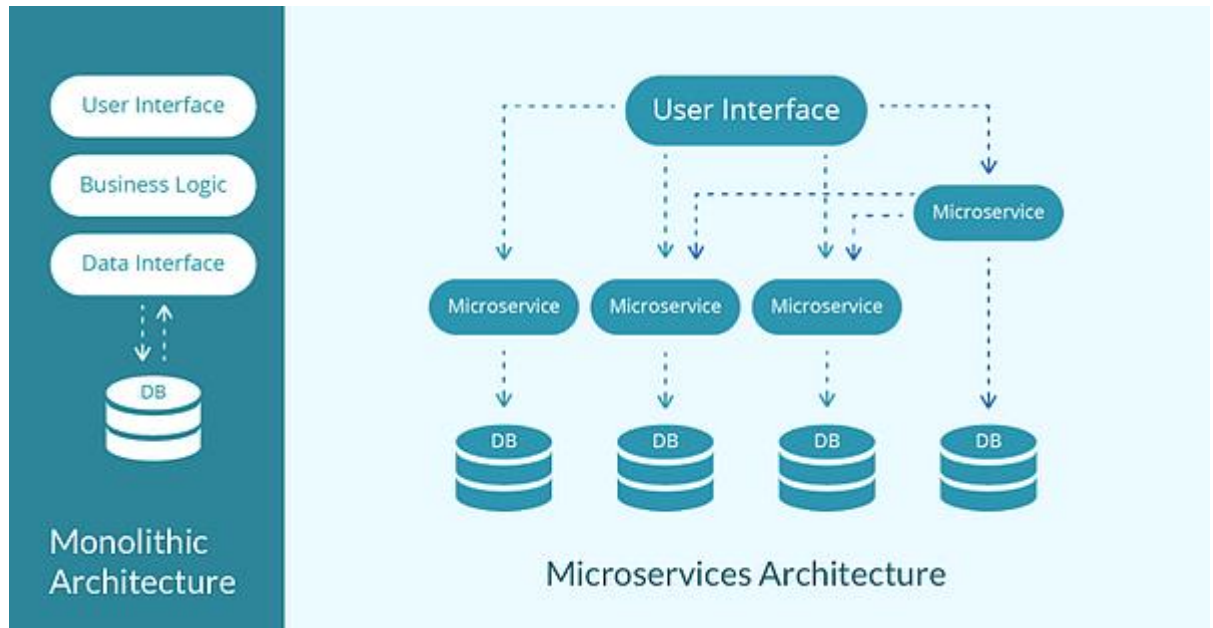 User Interface
Business Logic
Data Interface
DB
Monolithic
Architecture
User Interface
Microservice
Microservice
Microservice
Microservice
DB
DB
DB
DB
Microservices Architecture